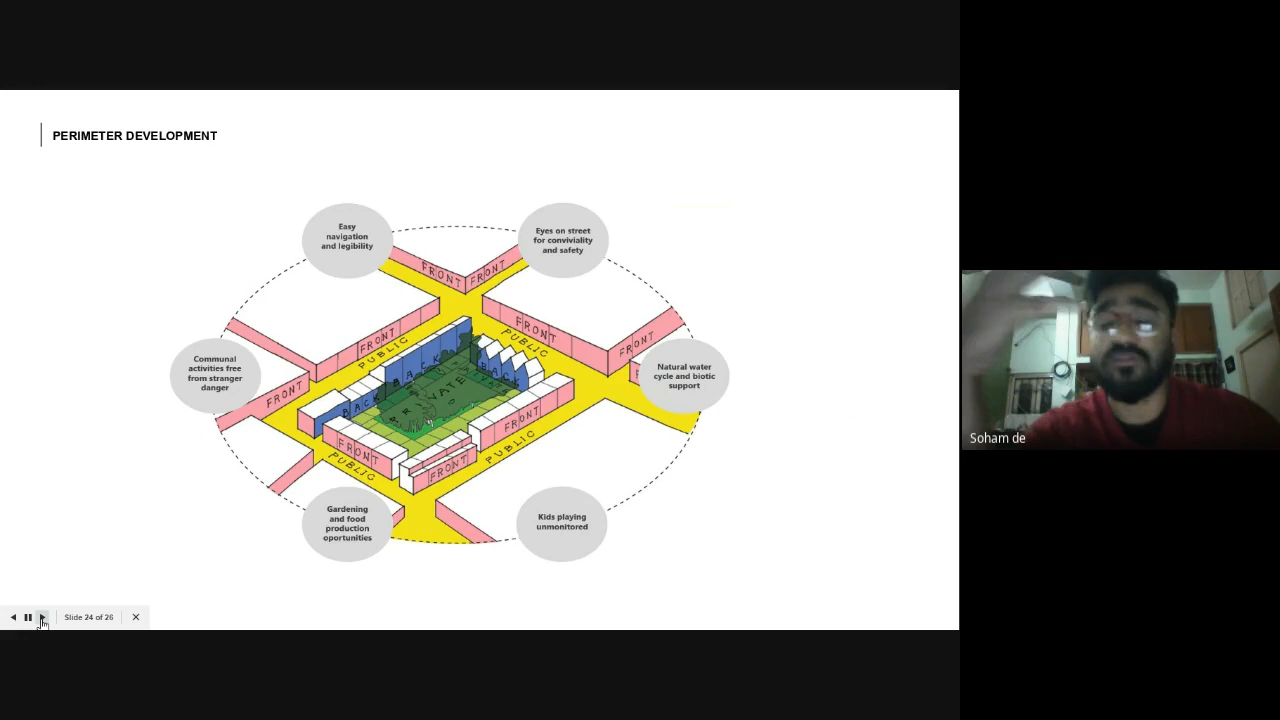 PERIMETER DEVELOPMENT
Easy
navigation
and legibility
Eyes on street
for conviviality
and safety
FRONT
FRONT
FRONT
PUBLIC
FRONT
PUBLIC
FRONT
Communal
activities free
from stranger
danger
Natural water
cycle and biotic
support
FRONT
BACK
BACK
BACK
PRIVATE
FRONT
FRONT
PUBLIC
FRONT
PUBLIC
Gardening
and food
production
oportunities
Kids playing
unmonitored
Soham de
Slide 24 of 26